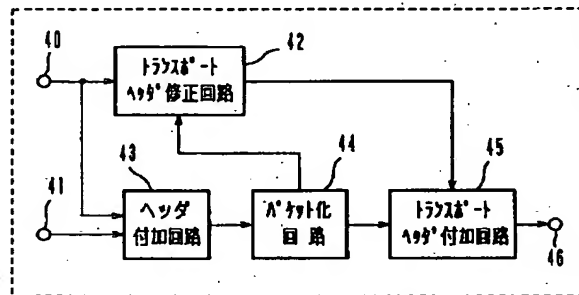 40
42
トランスポート
ヘッダ修正回路
41
43
ヘッダ
付加回路
44
パケット化
回路
45
トランスポート
ヘッダ付加回路
46